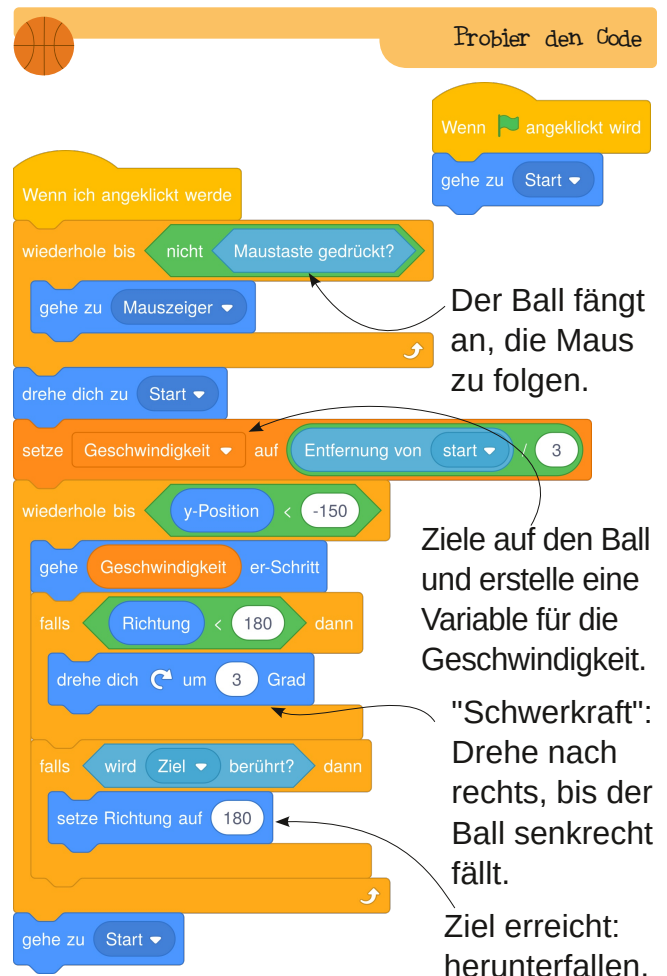 Probier den Code
Wenn angeklickt wird
gehe zu Start
Wenn ich angeklickt werde
wiederhole bis nicht Maustaste gedrückt?
gehe zu Mauszeiger
Der Ball fängt
an, die Maus
zu folgen.
drehe dich zu Start
setze Geschwindigkeit auf Entfernung von start / 3
wiederhole bis y-Position < -150
gehe Geschwindigkeit er-Schritt
Ziele auf den Ball
und erstelle eine
Variable für die
Geschwindigkeit.
falls Richtung < 180 dann
drehe dich um 3 Grad
"Schwerkraft":
Drehe nach
rechts, bis der
Ball senkrecht
fällt.
falls wird Ziel berührt? dann
setze Richtung auf 180
Ziel erreicht:
herunterfallen.
gehe zu Start